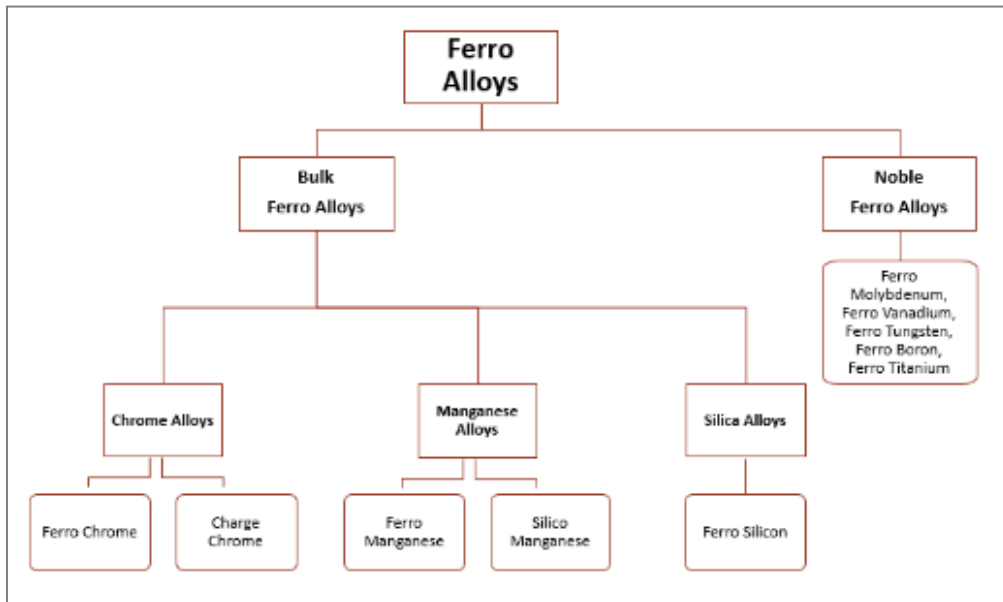 Ferro
Alloys
Bulk
Ferro Alloys
Noble
Ferro Alloys
Ferro
Molybdenum,
Ferro Vanadium,
Ferro Tungsten,
Ferro Boron,
Ferro Titanium
Chrome Alloys
Manganese
Alloys
Silica Alloys
Ferro Chrome
Charge
Chrome
Ferro
Manganese
Silico
Manganese
Ferro Silicon